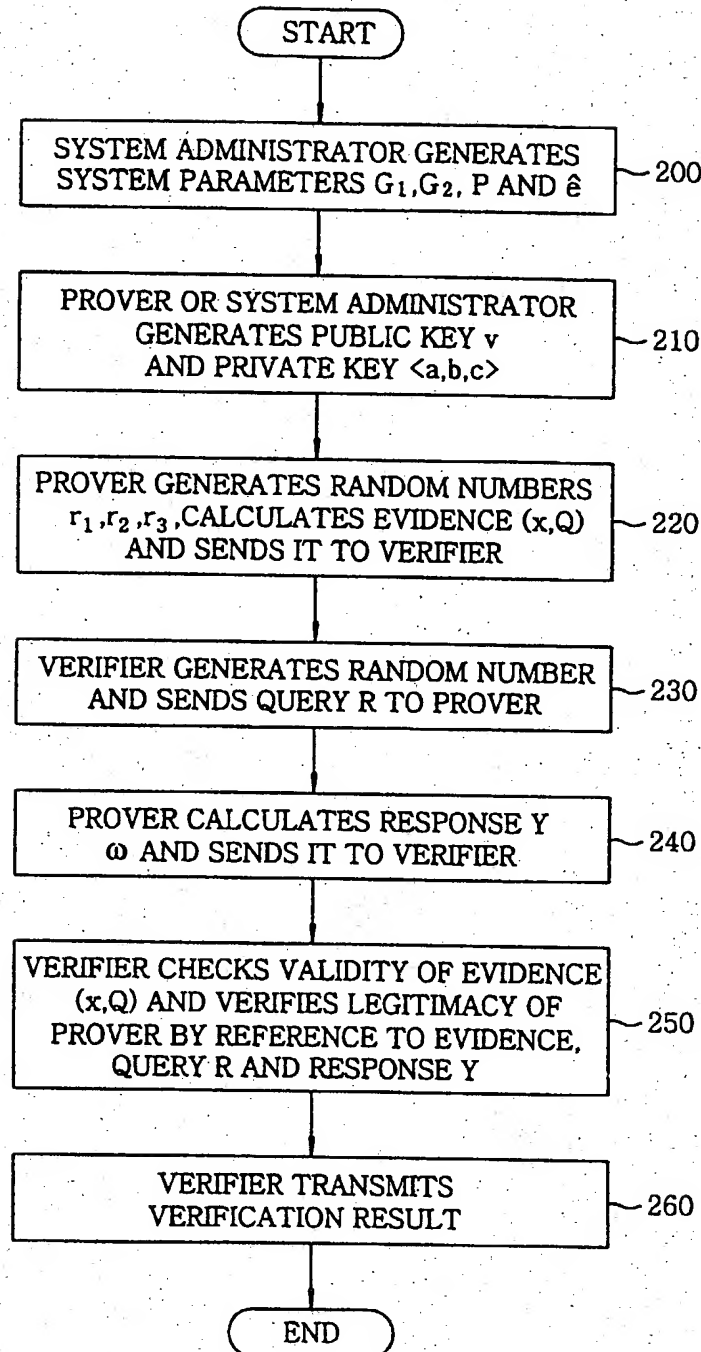 START
SYSTEM ADMINISTRATOR GENERATES
SYSTEM PARAMETERS G₁,G₂, P AND ê
200
PROVER OR SYSTEM ADMINISTRATOR
GENERATES PUBLIC KEY v
AND PRIVATE KEY <a,b,c>
210
PROVER GENERATES RANDOM NUMBERS
r₁,r₂,r₃,CALCULATES EVIDENCE (x,Q)
AND SENDS IT TO VERIFIER
220
VERIFIER GENERATES RANDOM NUMBER
AND SENDS QUERY R TO PROVER
230
PROVER CALCULATES RESPONSE Y
ω AND SENDS IT TO VERIFIER
240
VERIFIER CHECKS VALIDITY OF EVIDENCE
(x,Q) AND VERIFIES LEGITIMACY OF
PROVER BY REFERENCE TO EVIDENCE,
QUERY R AND RESPONSE Y
250
VERIFIER TRANSMITS
VERIFICATION RESULT
260
END